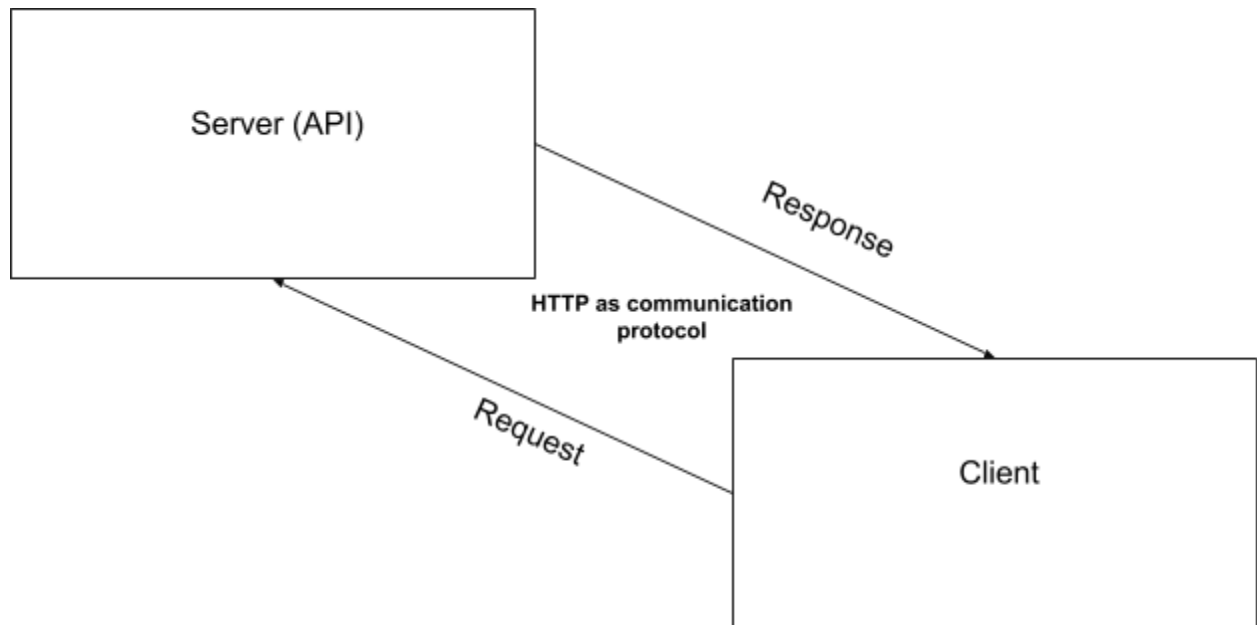 Server (API)
Response
HTTP as communication
protocol
Request
Client